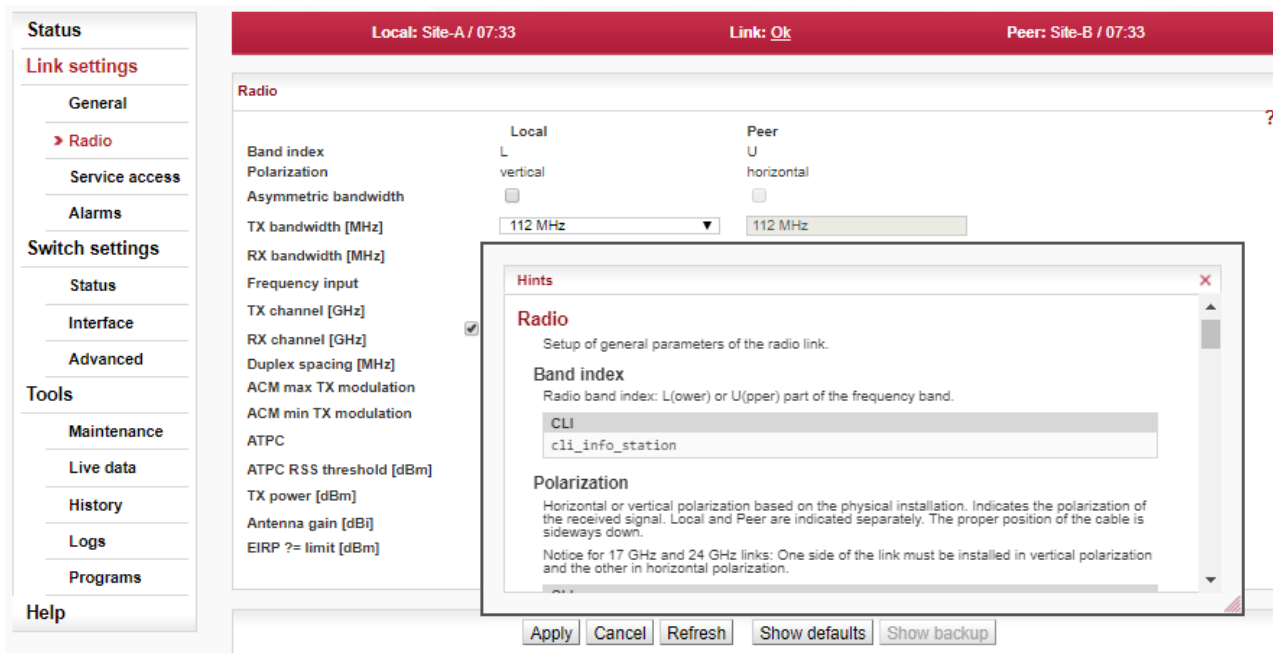 Status
Link settings
General
Radio
Service access
Alarms
Switch settings
Status
Interface
Advanced
Tools
Maintenance
Live data
History
Logs
Programs
Help
Local: Site-A / 07:33 Link: Ok Peer: Site-B / 07:33
Radio
?
Local Peer
Band index L U
Polarization vertical horizontal
Asymmetric bandwidth
TX bandwidth [MHz] 112 MHz 112 MHz
RX bandwidth [MHz]
Frequency input
TX channel [GHz]
RX channel [GHz]
Duplex spacing [MHz]
ACM max TX modulation
ACM min TX modulation
ATPC
ATPC RSS threshold [dBm]
TX power [dBm]
Antenna gain [dBi]
EIRP ?= limit [dBm]
Hints
Radio
Setup of general parameters of the radio link.
Band index
Radio band index: L(ower) or U(pper) part of the frequency band.
CLI
cli_info_station
Polarization
Horizontal or vertical polarization based on the physical installation. Indicates the polarization of
the received signal. Local and Peer are indicated separately. The proper position of the cable is
sideways down.
Notice for 17 GHz and 24 GHz links: One side of the link must be installed in vertical polarization
and the other in horizontal polarization.
Apply Cancel Refresh Show defaults Show backup